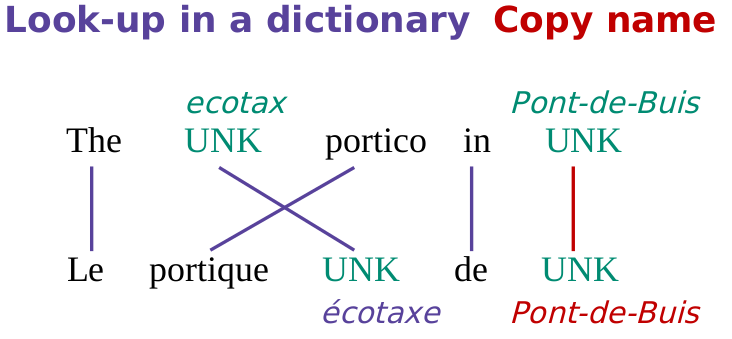 Look-up in a dictionary Copy name
ecotax Pont-de-Buis
The UNK portico in UNK
Le portique UNK de UNK
écotaxe Pont-de-Buis